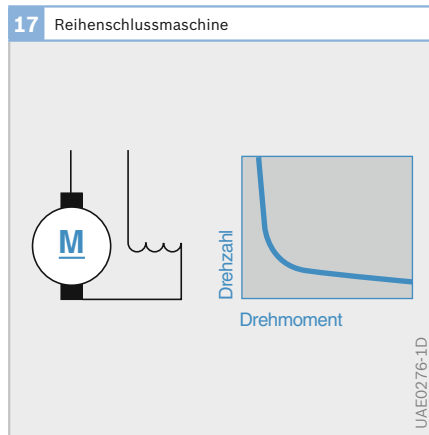 17 Reihenschlussmaschine
M
Drehzahl
Drehmoment
UAE0276-1D